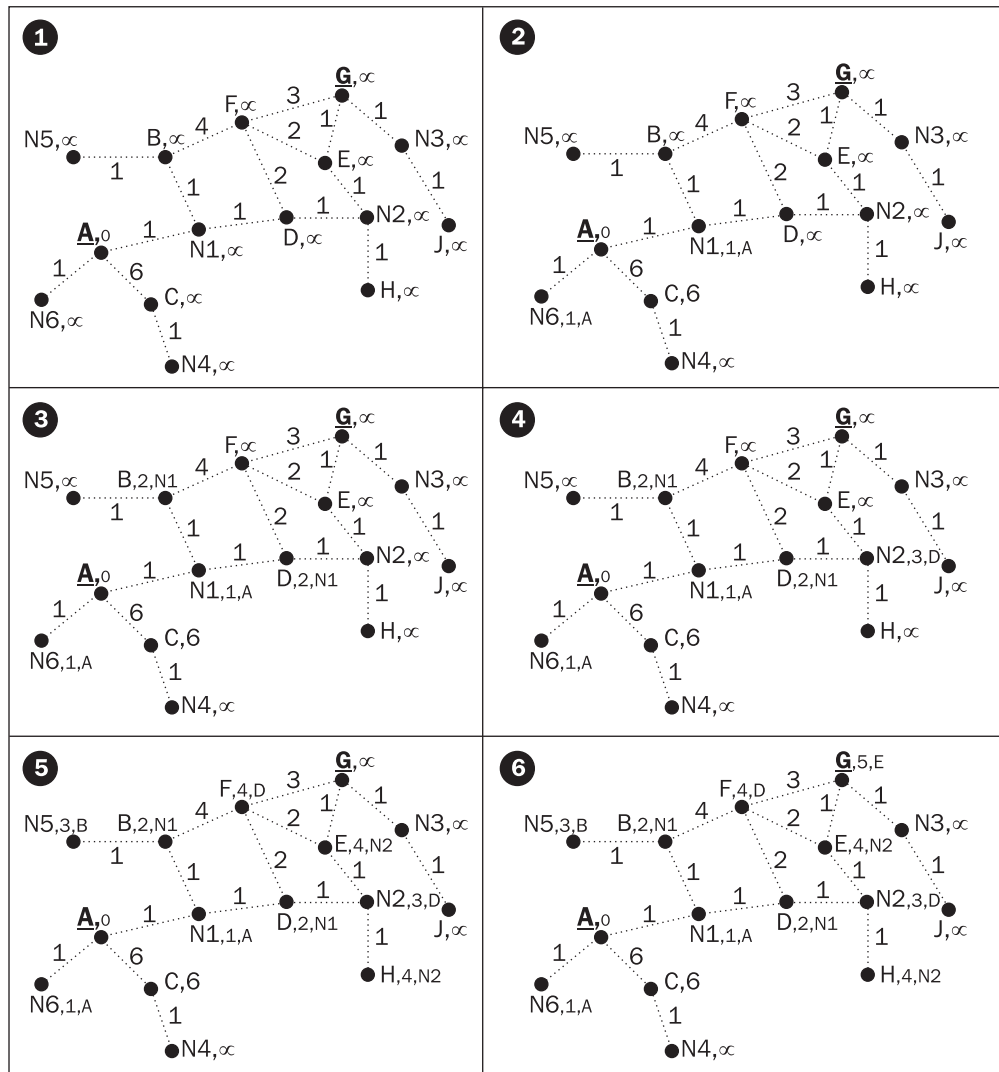 1
G,∝
3
F,∝
1
4
2
1
N5,∝
B,∝
N3,∝
E,∝
1
2
1
1
1
1
1
N2,∝
A,0
1
N1,∝
D,∝
J,∝
1
6
1
C,∝
H,∝
N6,∝
1
N4,∝
2
G,∝
3
F,∝
1
4
2
1
N5,∝
B,∝
N3,∝
E,∝
1
2
1
1
1
1
1
N2,∝
A,0
1
N1,1,A
D,∝
J,∝
1
6
1
C,6
H,∝
N6,1,A
1
N4,∝
3
G,∝
3
F,∝
1
4
2
1
N5,∝
B,2,N1
N3,∝
E,∝
1
2
1
1
1
1
1
N2,∝
A,0
1
N1,1,A
D,2,N1
J,∝
1
6
1
C,6
H,∝
N6,1,A
1
N4,∝
4
G,∝
3
F,∝
1
4
2
1
N5,∝
B,2,N1
N3,∝
E,∝
1
2
1
1
1
1
1
N2,3,D
A,0
1
N1,1,A
D,2,N1
J,∝
1
6
1
C,6
H,∝
N6,1,A
1
N4,∝
5
G,∝
3
F,4,D
1
4
2
1
N5,3,B
B,2,N1
N3,∝
E,4,N2
1
2
1
1
1
1
1
N2,3,D
A,0
1
N1,1,A
D,2,N1
J,∝
1
6
1
C,6
H,4,N2
N6,1,A
1
N4,∝
6
G,5,E
3
F,4,D
1
4
2
1
N5,3,B
B,2,N1
N3,∝
E,4,N2
1
2
1
1
1
1
1
N2,3,D
A,0
1
N1,1,A
D,2,N1
J,∝
1
6
1
C,6
H,4,N2
N6,1,A
1
N4,∝